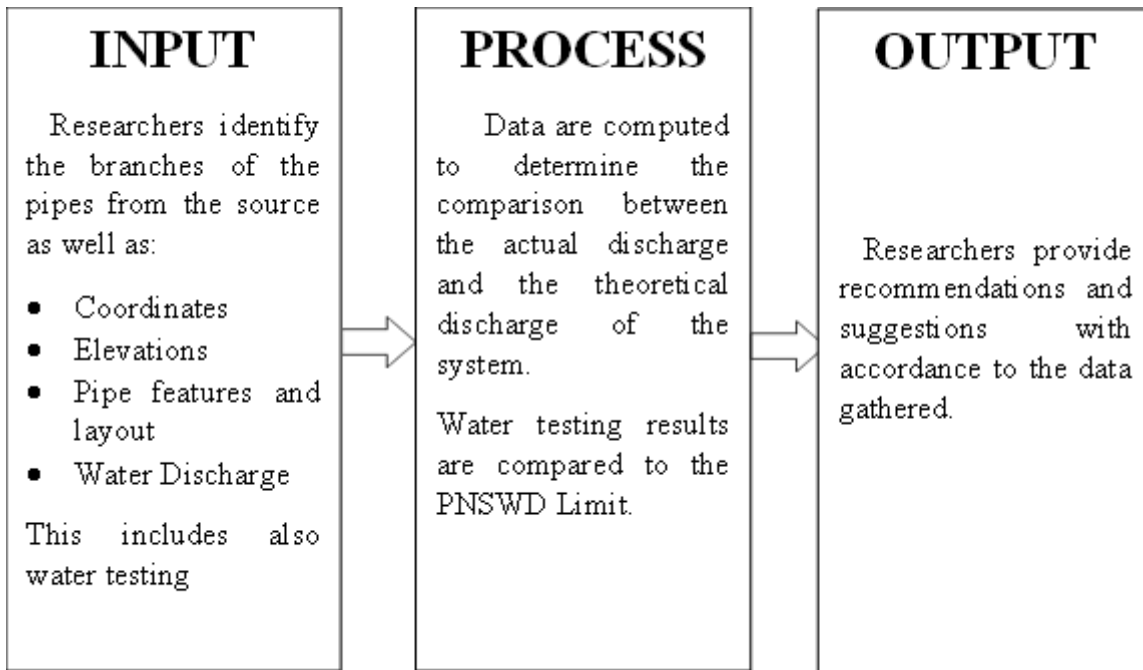 INPUT
Researchers identify
the branches of the
pipes from the source
as well as:
• Coordinates
• Elevations
• Pipe features and
layout
• Water Discharge
This includes also
water testing
PROCESS
Data are computed
to determine the
comparison between
the actual discharge
and the theoretical
discharge of the
system.
Water testing results
are compared to the
PNSWD Limit.
OUTPUT
Researchers provide
recommendations and
suggestions with
accordance to the data
gathered.